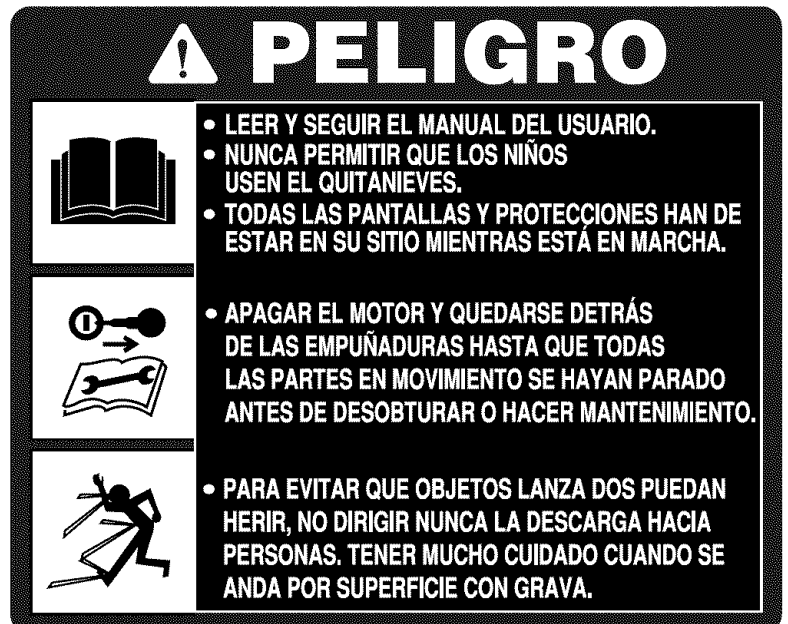 PELIGRO
• LEER Y SEGUIR EL MANUAL DEL USUARIO.
• NUNCA PERMITIR QUE LOS NIÑOS
USEN EL QUITANIEVES.
• TODAS LAS PANTALLAS Y PROTECCIONES HAN DE
ESTAR EN SU SITIO MIENTRAS ESTÁ EN MARCHA.
• APAGAR EL MOTOR Y QUEDARSE DETRÁS
DE LAS EMPUÑADURAS HASTA QUE TODAS
LAS PARTES EN MOVIMIENTO SE HAYAN PARADO
ANTES DE DESOBTURAR O HACER MANTENIMIENTO.
• PARA EVITAR QUE OBJETOS LANZA DOS PUEDAN
HERIR, NO DIRIGIR NUNCA LA DESCARGA HACIA
PERSONAS. TENER MUCHO CUIDADO CUANDO SE
ANDA POR SUPERFICIE CON GRAVA.